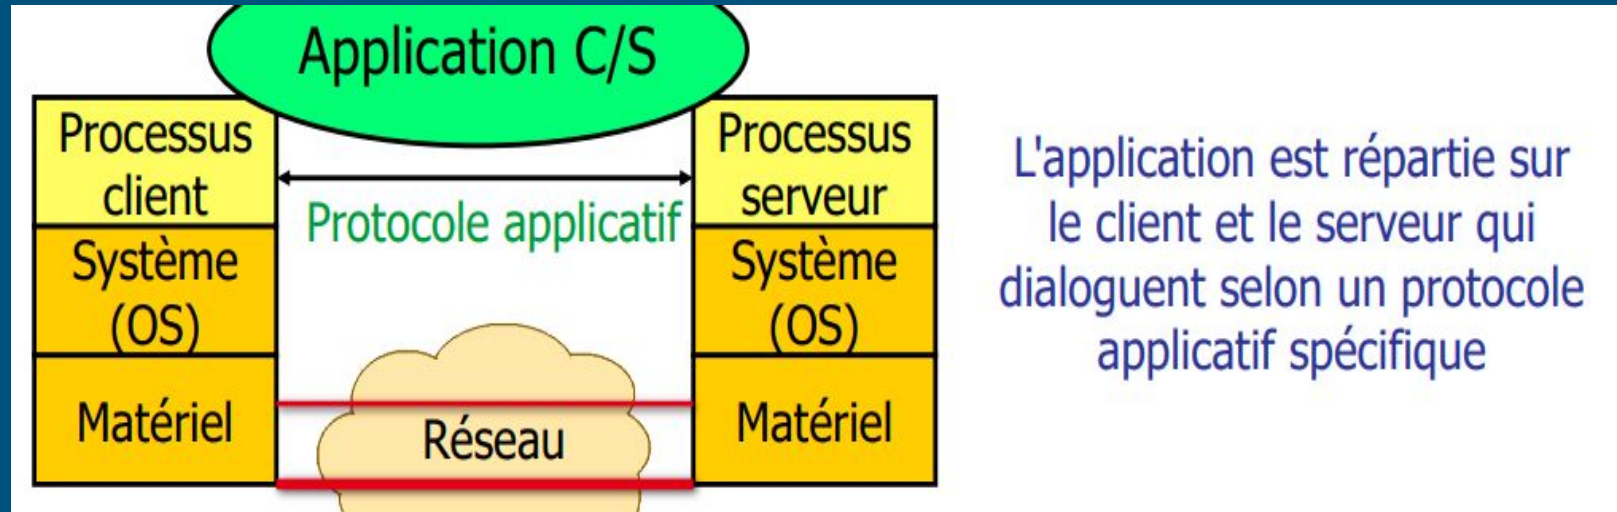 Application C/S
Processus
client
Système
(OS)
Matériel
Protocole applicatif
Réseau
Processus
serveur
Système
(OS)
Matériel
L'application est répartie sur
le client et le serveur qui
dialoguent selon un protocole
applicatif spécifique